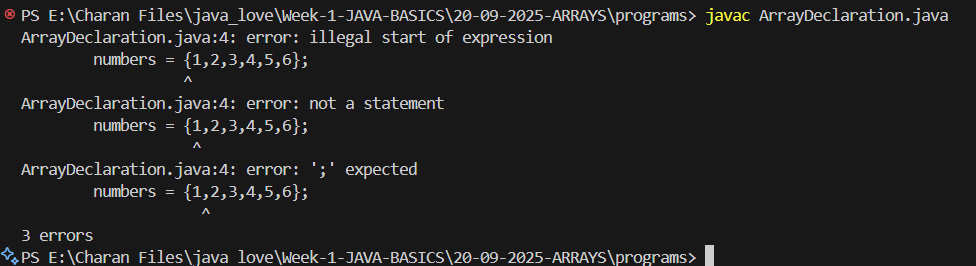 PS E:\Charan Files\java_love\Week-1-JAVA-BASICS\20-09-2025-ARRAYS\programs> javac ArrayDeclaration.java
ArrayDeclaration.java:4: error: illegal start of expression
        numbers = {1,2,3,4,5,6};
                  ^
ArrayDeclaration.java:4: error: not a statement
        numbers = {1,2,3,4,5,6};
                   ^
ArrayDeclaration.java:4: error: ';' expected
        numbers = {1,2,3,4,5,6};
                    ^
3 errors
PS E:\Charan Files\java_love\Week-1-JAVA-BASICS\20-09-2025-ARRAYS\programs>